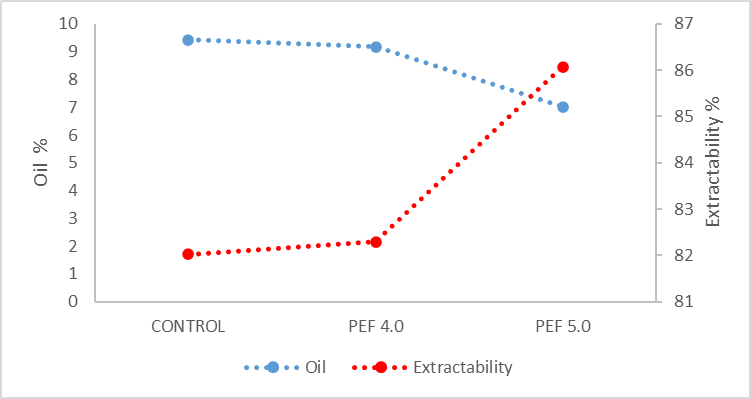 10
9
8
7
6
5
4
3
2
1
0
Oil %
87
86
85
84
83
82
81
Extractability %
CONTROL
PEF 4.0
PEF 5.0
Oil
Extractability